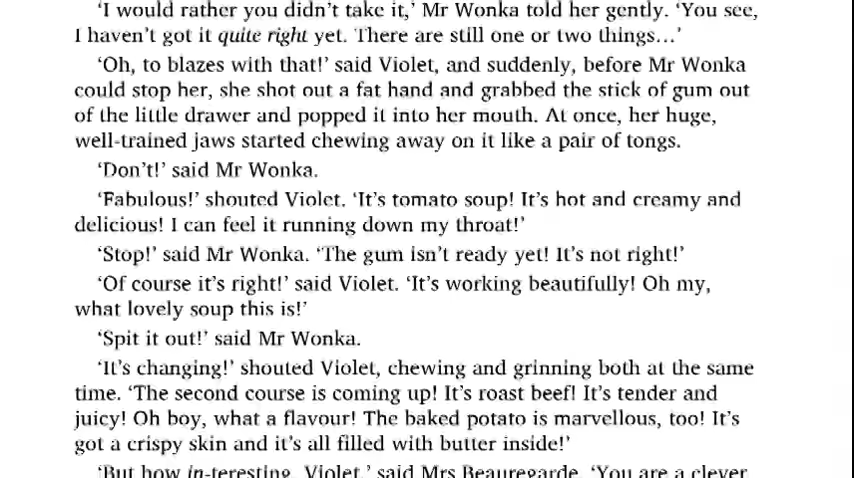 ‘I would rather you didn’t take it,’ Mr Wonka told her gently. ‘You see,
I haven’t got it quite right yet. There are still one or two things…’
‘Oh, to blazes with that!’ said Violet, and suddenly, before Mr Wonka
could stop her, she shot out a fat hand and grabbed the stick of gum out
of the little drawer and popped it into her mouth. At once, her huge,
well-trained jaws started chewing away on it like a pair of tongs.
‘Don’t!’ said Mr Wonka.
‘Fabulous!’ shouted Violet. ‘It’s tomato soup! It’s hot and creamy and
delicious! I can feel it running down my throat!’
‘Stop!’ said Mr Wonka. ‘The gum isn’t ready yet! It’s not right!’
‘Of course it’s right!’ said Violet. ‘It’s working beautifully! Oh my,
what lovely soup this is!’
‘Spit it out!’ said Mr Wonka.
‘It’s changing!’ shouted Violet, chewing and grinning both at the same
time. ‘The second course is coming up! It’s roast beef! It’s tender and
juicy! Oh boy, what a flavour! The baked potato is marvellous, too! It’s
got a crispy skin and it’s all filled with butter inside!’
‘But how in-teresting, Violet,’ said Mrs Beauregarde. ‘You are a clever